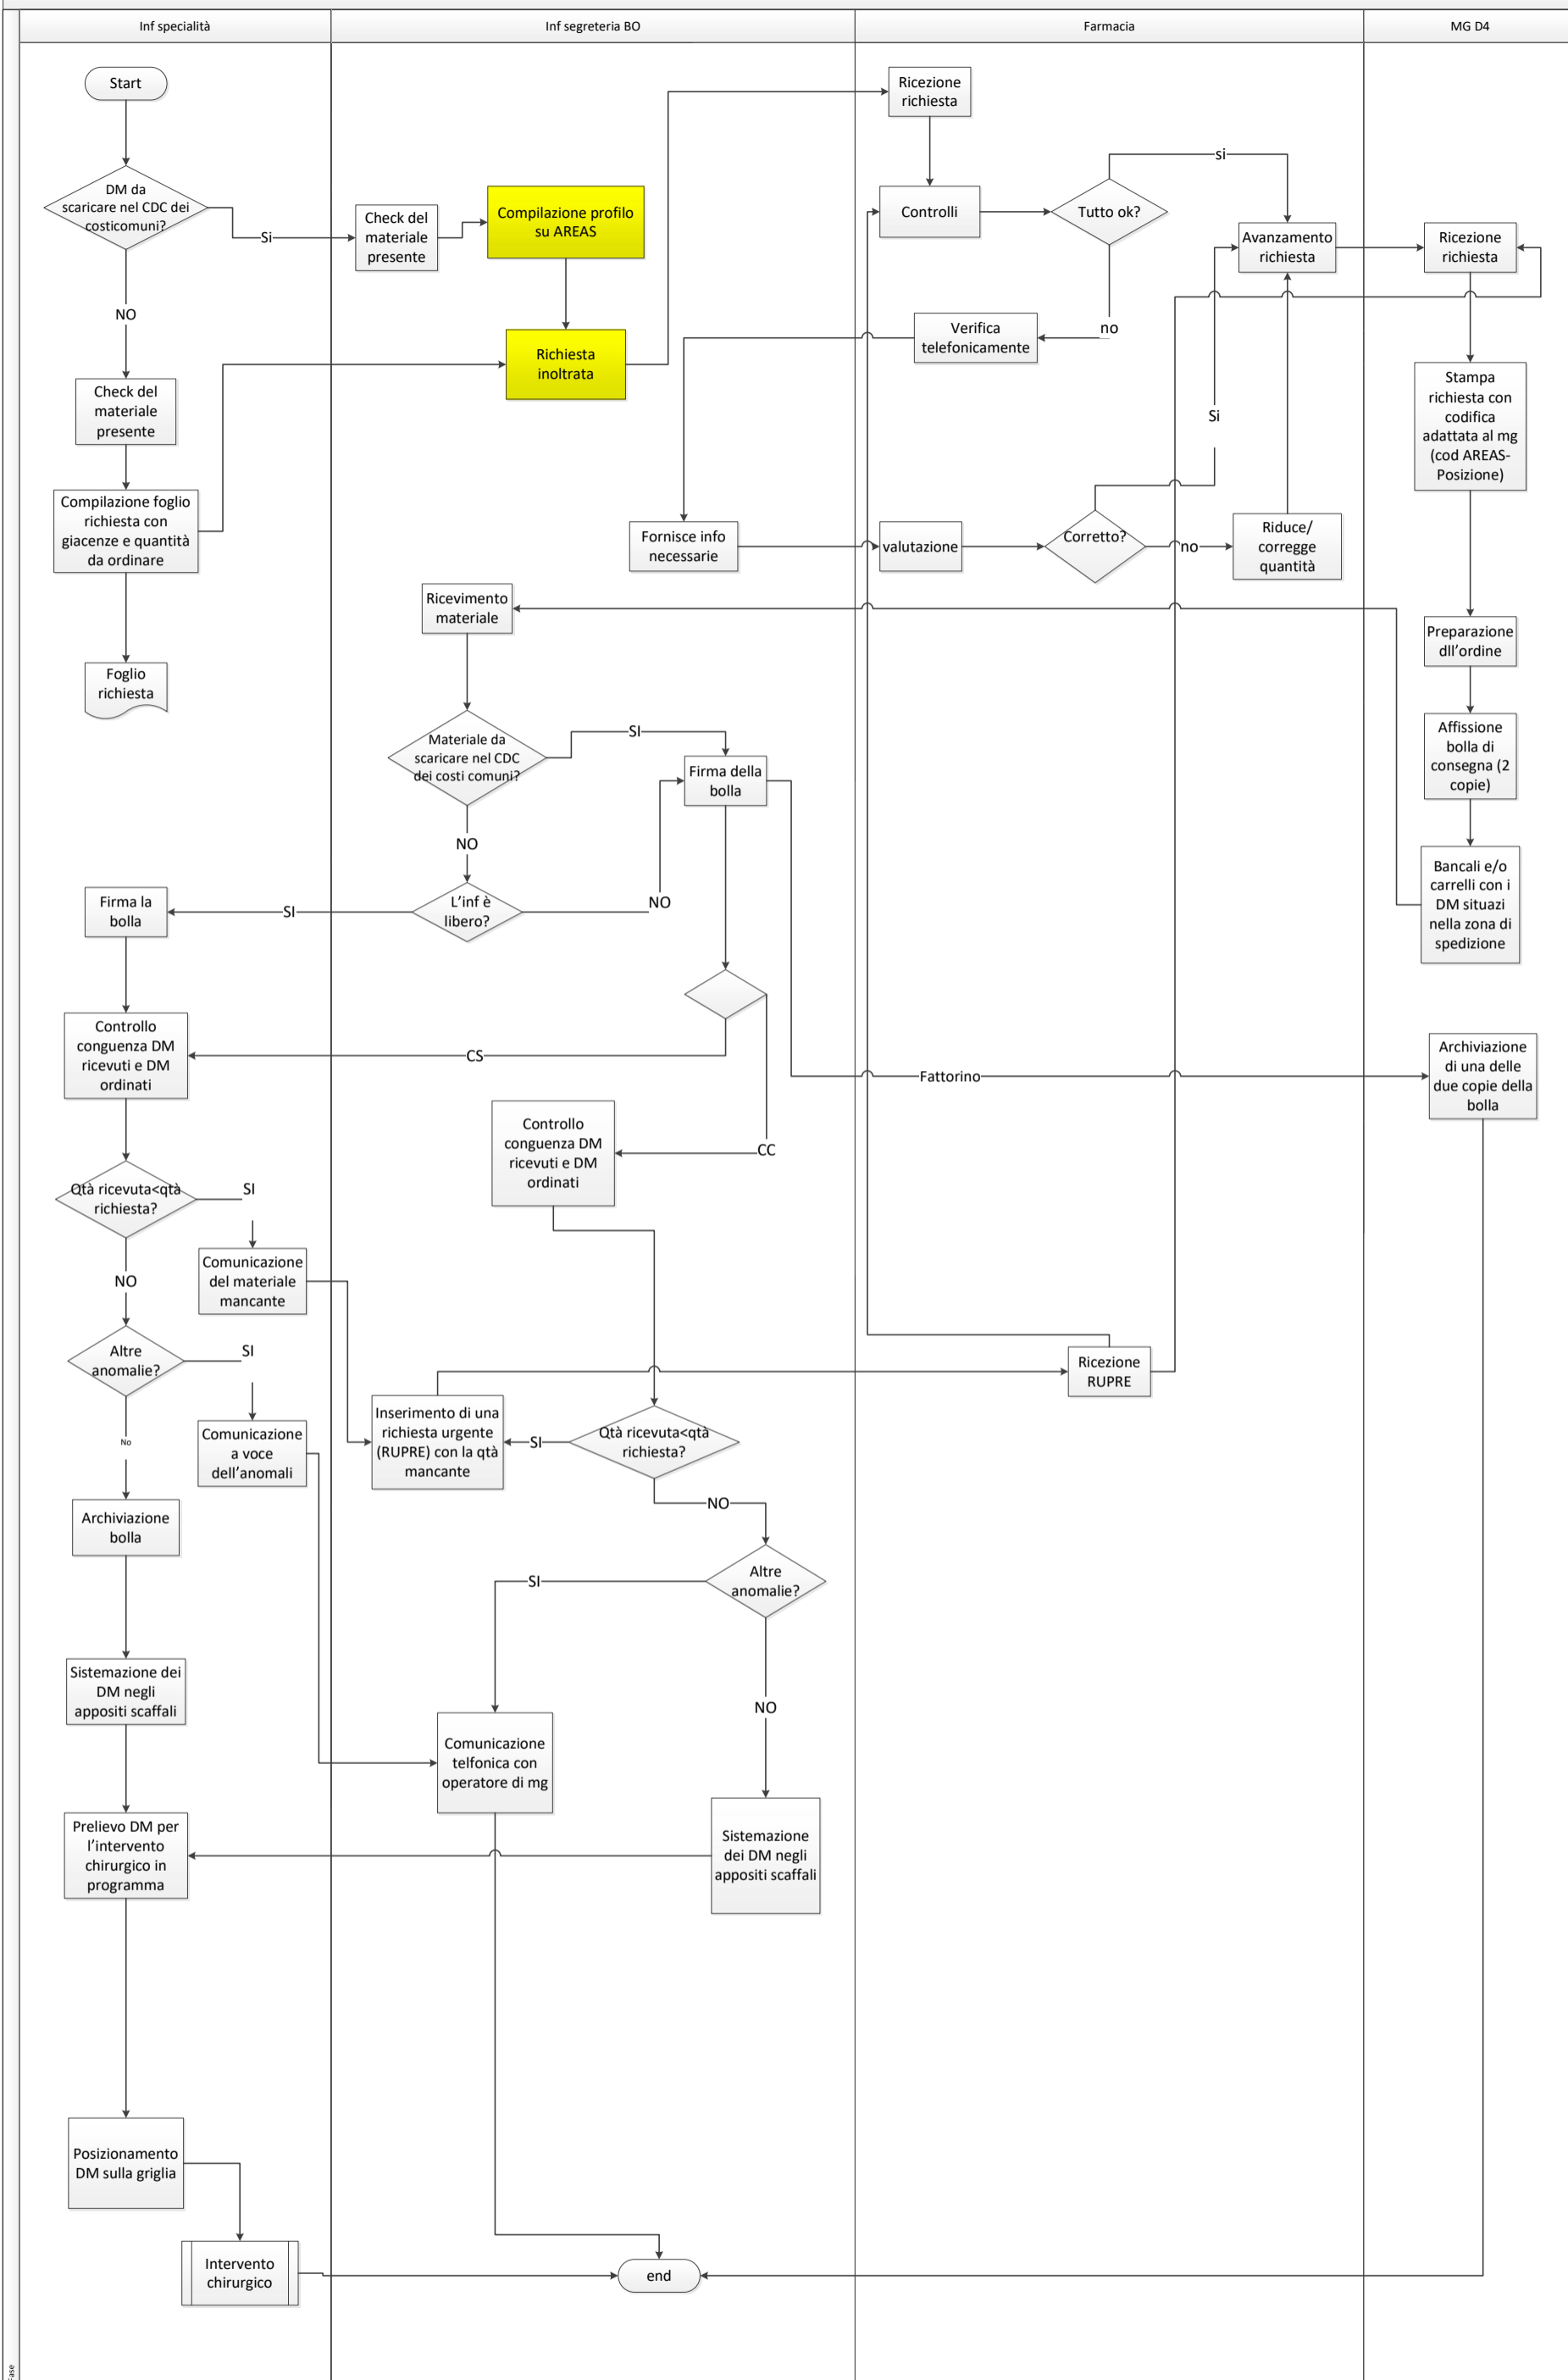 Inf specialità
Inf segreteria BO
Farmacia
MG D4
Start
Ricezione
richiesta
DM da
scaricare nel CDC dei
costicomuni?
Si
Check del
materiale
presente
Compilazione profilo
su AREAS
Controlli
Tutto ok?
si
Avanzamento
richiesta
Ricezione
richiesta
NO
Richiesta
inoltrata
Verifica
telefonicamente
no
Check del
materiale
presente
Si
Stampa
richiesta con
codifica
adattata al mg
(cod AREAS-
Posizione)
Compilazione foglio
richiesta con
giacenze e quantità
da ordinare
Fornisce info
necessarie
valutazione
Corretto?
no
Riduce/
corregge
quantità
Foglio
richiesta
Ricevimento
materiale
Preparazione
dll’ordine
Materiale da
scaricare nel CDC
dei costi comuni?
SI
Firma della
bolla
Affissione
bolla di
consegna (2
copie)
NO
Firma la
bolla
SI
L’inf è
libero?
NO
Bancali e/o
carrelli con i
DM situazi
nella zona di
spedizione
Controllo
conguenza DM
ricevuti e DM
ordinati
CS
Fattorino
Archiviazione
di una delle
due copie della
bolla
Controllo
conguenza DM
ricevuti e DM
ordinati
CC
Qtà ricevuta<qtà
richiesta?
SI
NO
Comunicazione
del materiale
mancante
Altre
anomalie?
SI
Ricezione
RUPRE
No
Comunicazione
a voce
dell’anomali
Inserimento di una
richiesta urgente
(RUPRE) con la qtà
mancante
SI
Qtà ricevuta<qtà
richiesta?
NO
Archiviazione
bolla
SI
Altre
anomalie?
Sistemazione dei
DM negli
appositi scaffali
NO
Comunicazione
telfonica con
operatore di mg
Prelievo DM per
l’intervento
chirurgico in
programma
Sistemazione
dei DM negli
appositi scaffali
Posizionamento
DM sulla griglia
Intervento
chirurgico
end
Fase